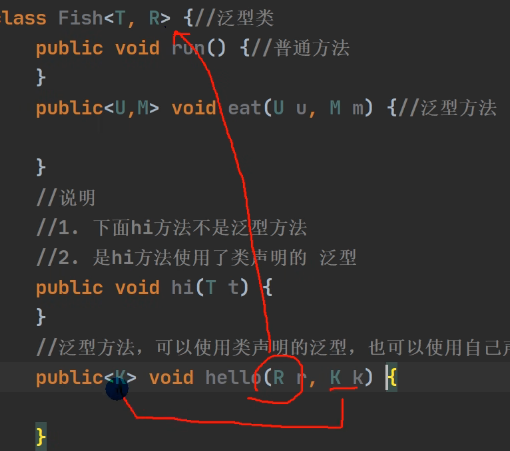 class Fish<T, R> {//泛型类
public void run() {//普通方法
}
public<U,M> void eat(U u, M m) {//泛型方法
}
//说明
//1. 下面hi方法不是泛型方法
//2. 是hi方法使用了类声明的 泛型
public void hi(T t) {
}
//泛型方法，可以使用类声明的泛型，也可以使用自己声
public<K> void hello(R r, K k) {
}